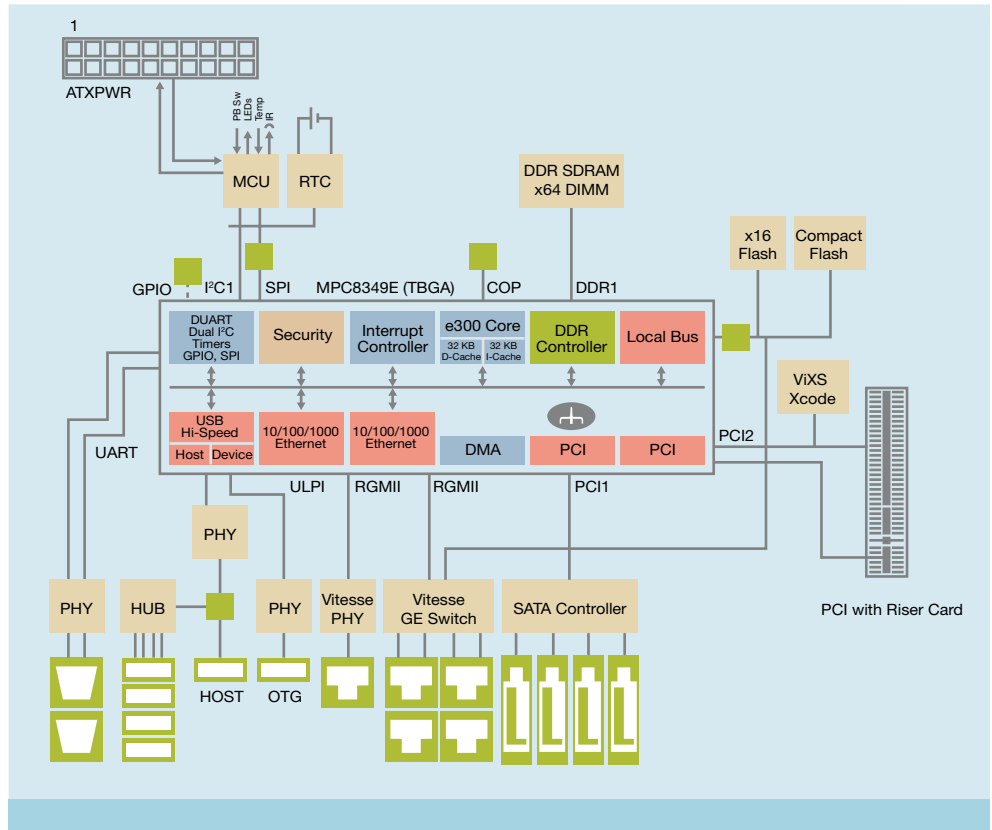 1
ATXPWR
PB Sw
LEDs
Temp
IR
MCU
RTC
DDR SDRAM
x64 DIMM
x16
Flash
Compact
Flash
GPIO
I²C1
SPI
MPC8349E (TBGA)
COP
DDR1
DUART
Dual I²C
Timers
GPIO, SPI
Security
Interrupt
Controller
e300 Core
32 KB
D-Cache
32 KB
I-Cache
DDR
Controller
Local Bus
ViXS
Xcode
USB
Hi-Speed
Host
Device
10/100/1000
Ethernet
10/100/1000
Ethernet
DMA
PCI
PCI
PCI2
UART
ULPI
RGMII
RGMII
PCI1
PHY
PHY
HUB
PHY
Vitesse
PHY
Vitesse
GE Switch
SATA Controller
PCI with Riser Card
HOST
OTG